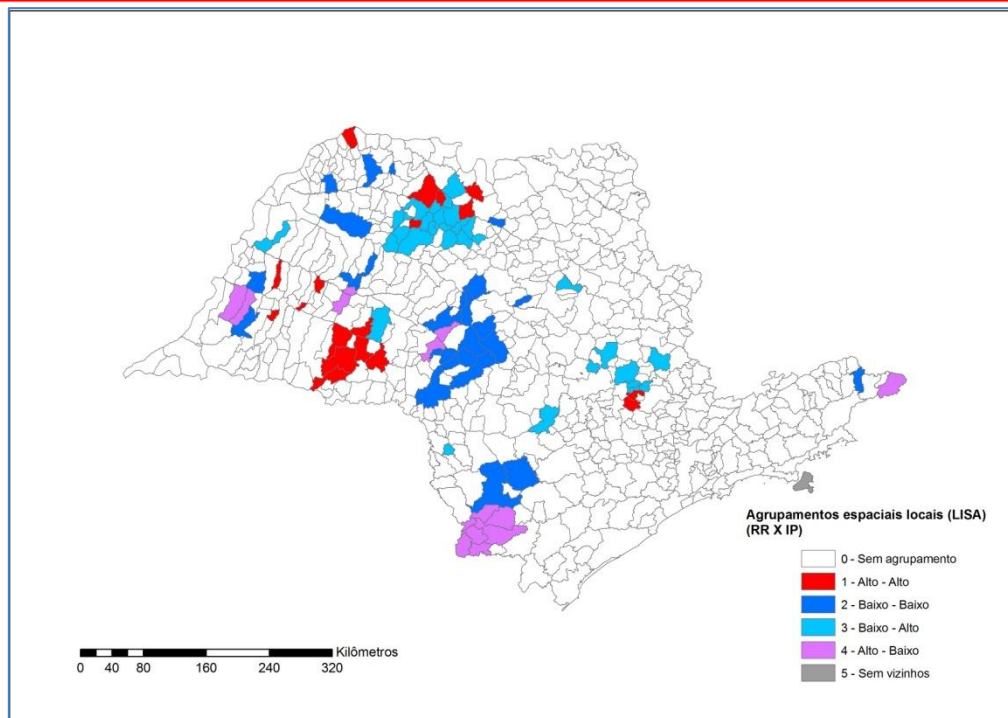 Agrupamentos espaciais locais (LISA)
(RR X IP)
0 - Sem agrupamento
1 - Alto - Alto
2 - Baixo - Baixo
3 - Baixo - Alto
4 - Alto - Baixo
5 - Sem vizinhos
Kilômetros
0 40 80 160 240 320